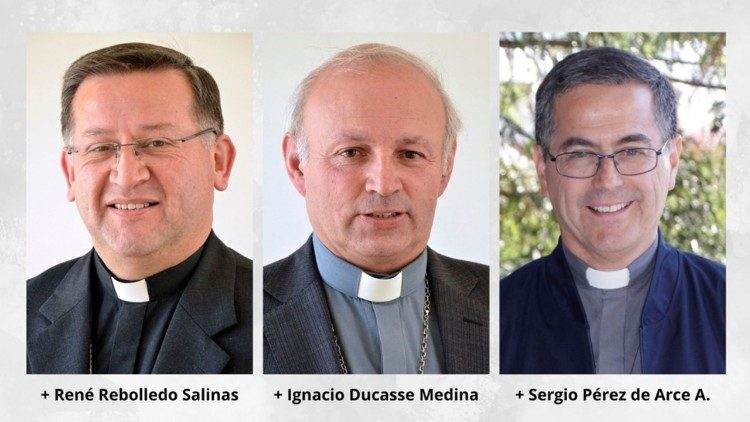 + René Rebolledo Salinas + Ignacio Ducasse Medina + Sergio Pérez de Arce A.